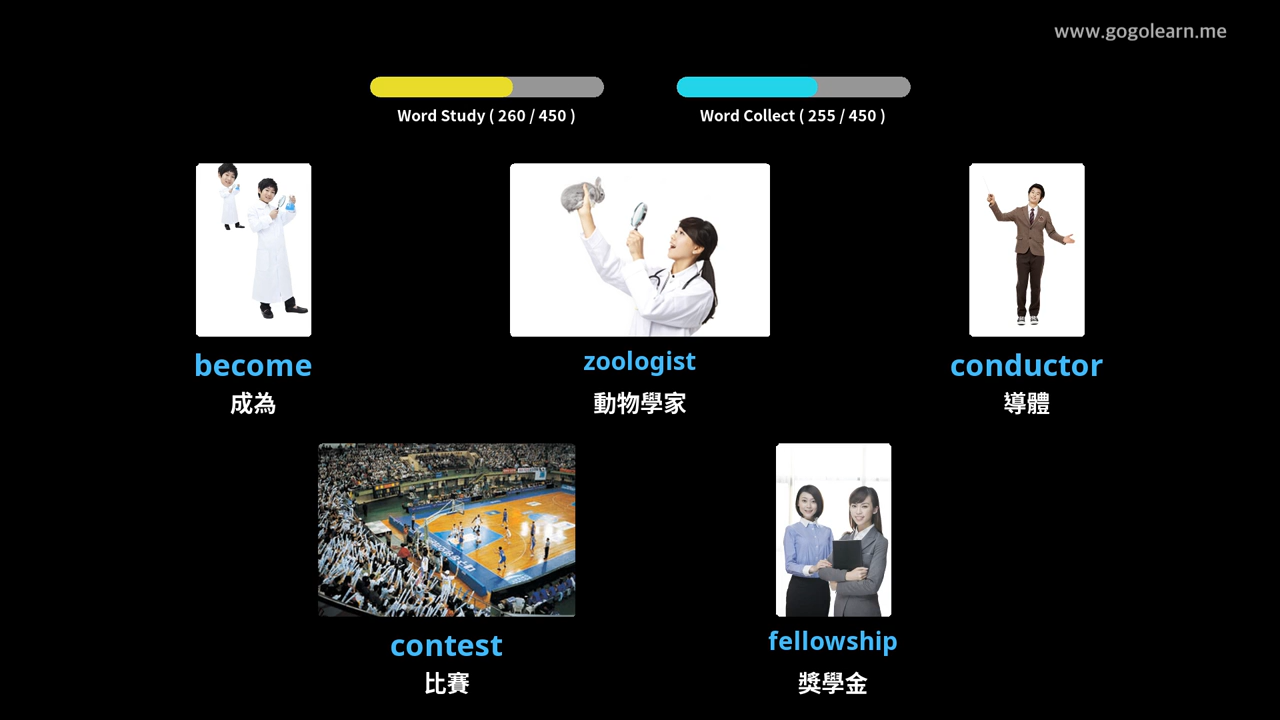 www.gogolearn.me
Word Study ( 260 / 450 )
Word Collect ( 255 / 450 )
become
成為
zoologist
動物學家
conductor
導體
contest
比賽
fellowship
獎學金